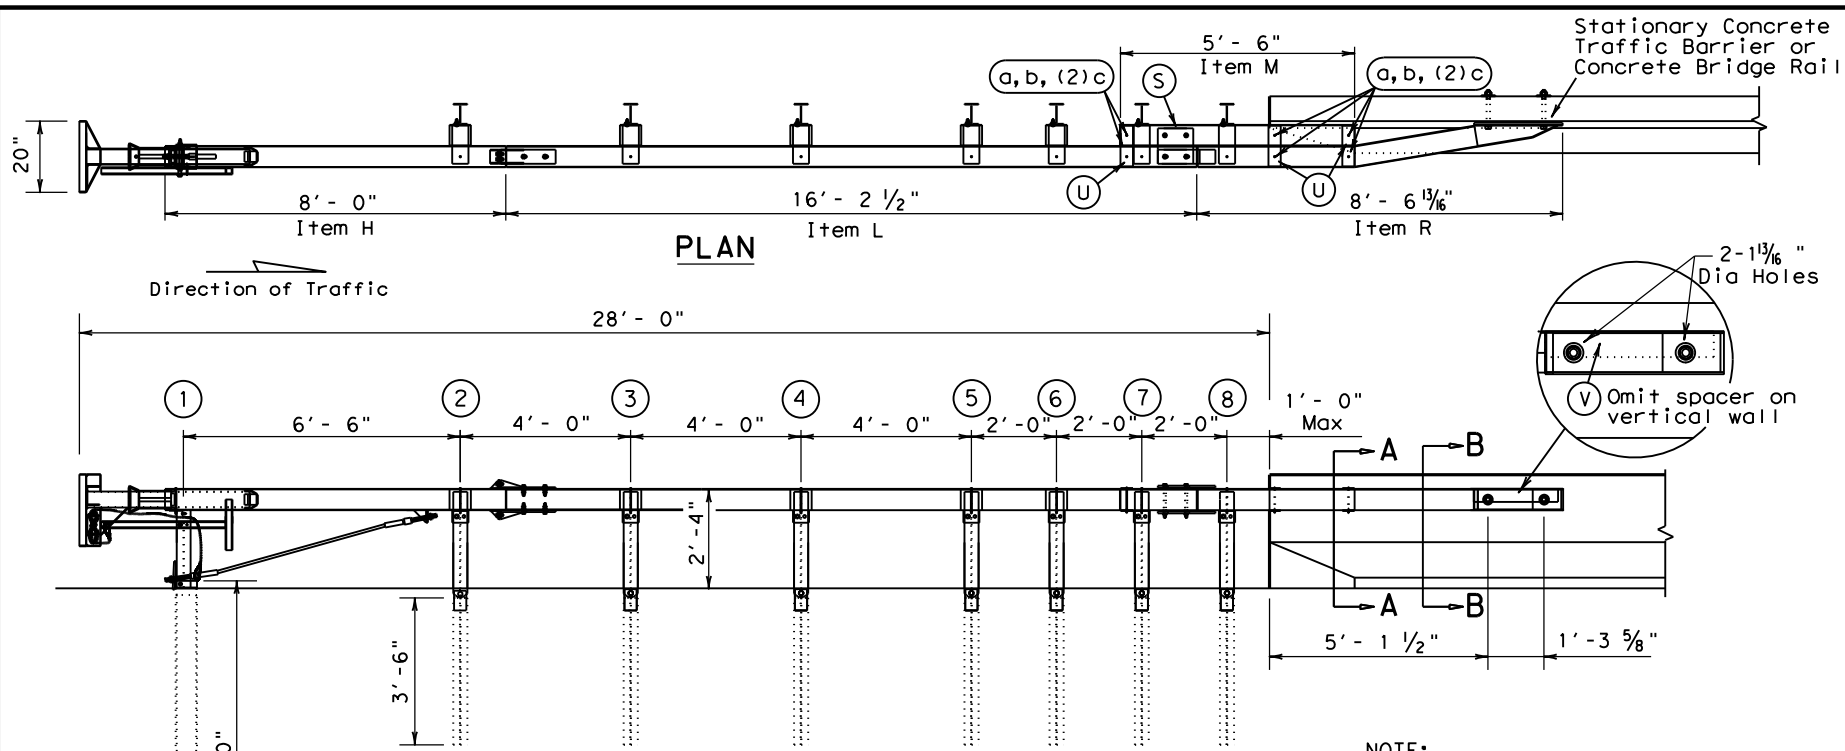 Stationary Concrete
Traffic Barrier or
Concrete Bridge Rail
5'- 6"
Item M
a, b, (2) c
S
a, b, (2) c
20"
U
U
8'- 0"
Item H
16'- 2 1/2"
Item L
8'- 6 13/16"
Item R
PLAN
Direction of Traffic
2-1 13/16 "
Dia Holes
28'- 0"
V
Omit spacer on
vertical wall
1
2
3
4
5
6
7
8
6'- 6"
4'- 0"
4'- 0"
4'- 0"
2'-0"
2'-0"
2'-0"
1'- 0"
Max
A
B
2'-4"
A
B
5'- 1 1/2"
1'-3 5/8"
3'-6"
0"
NOTE: